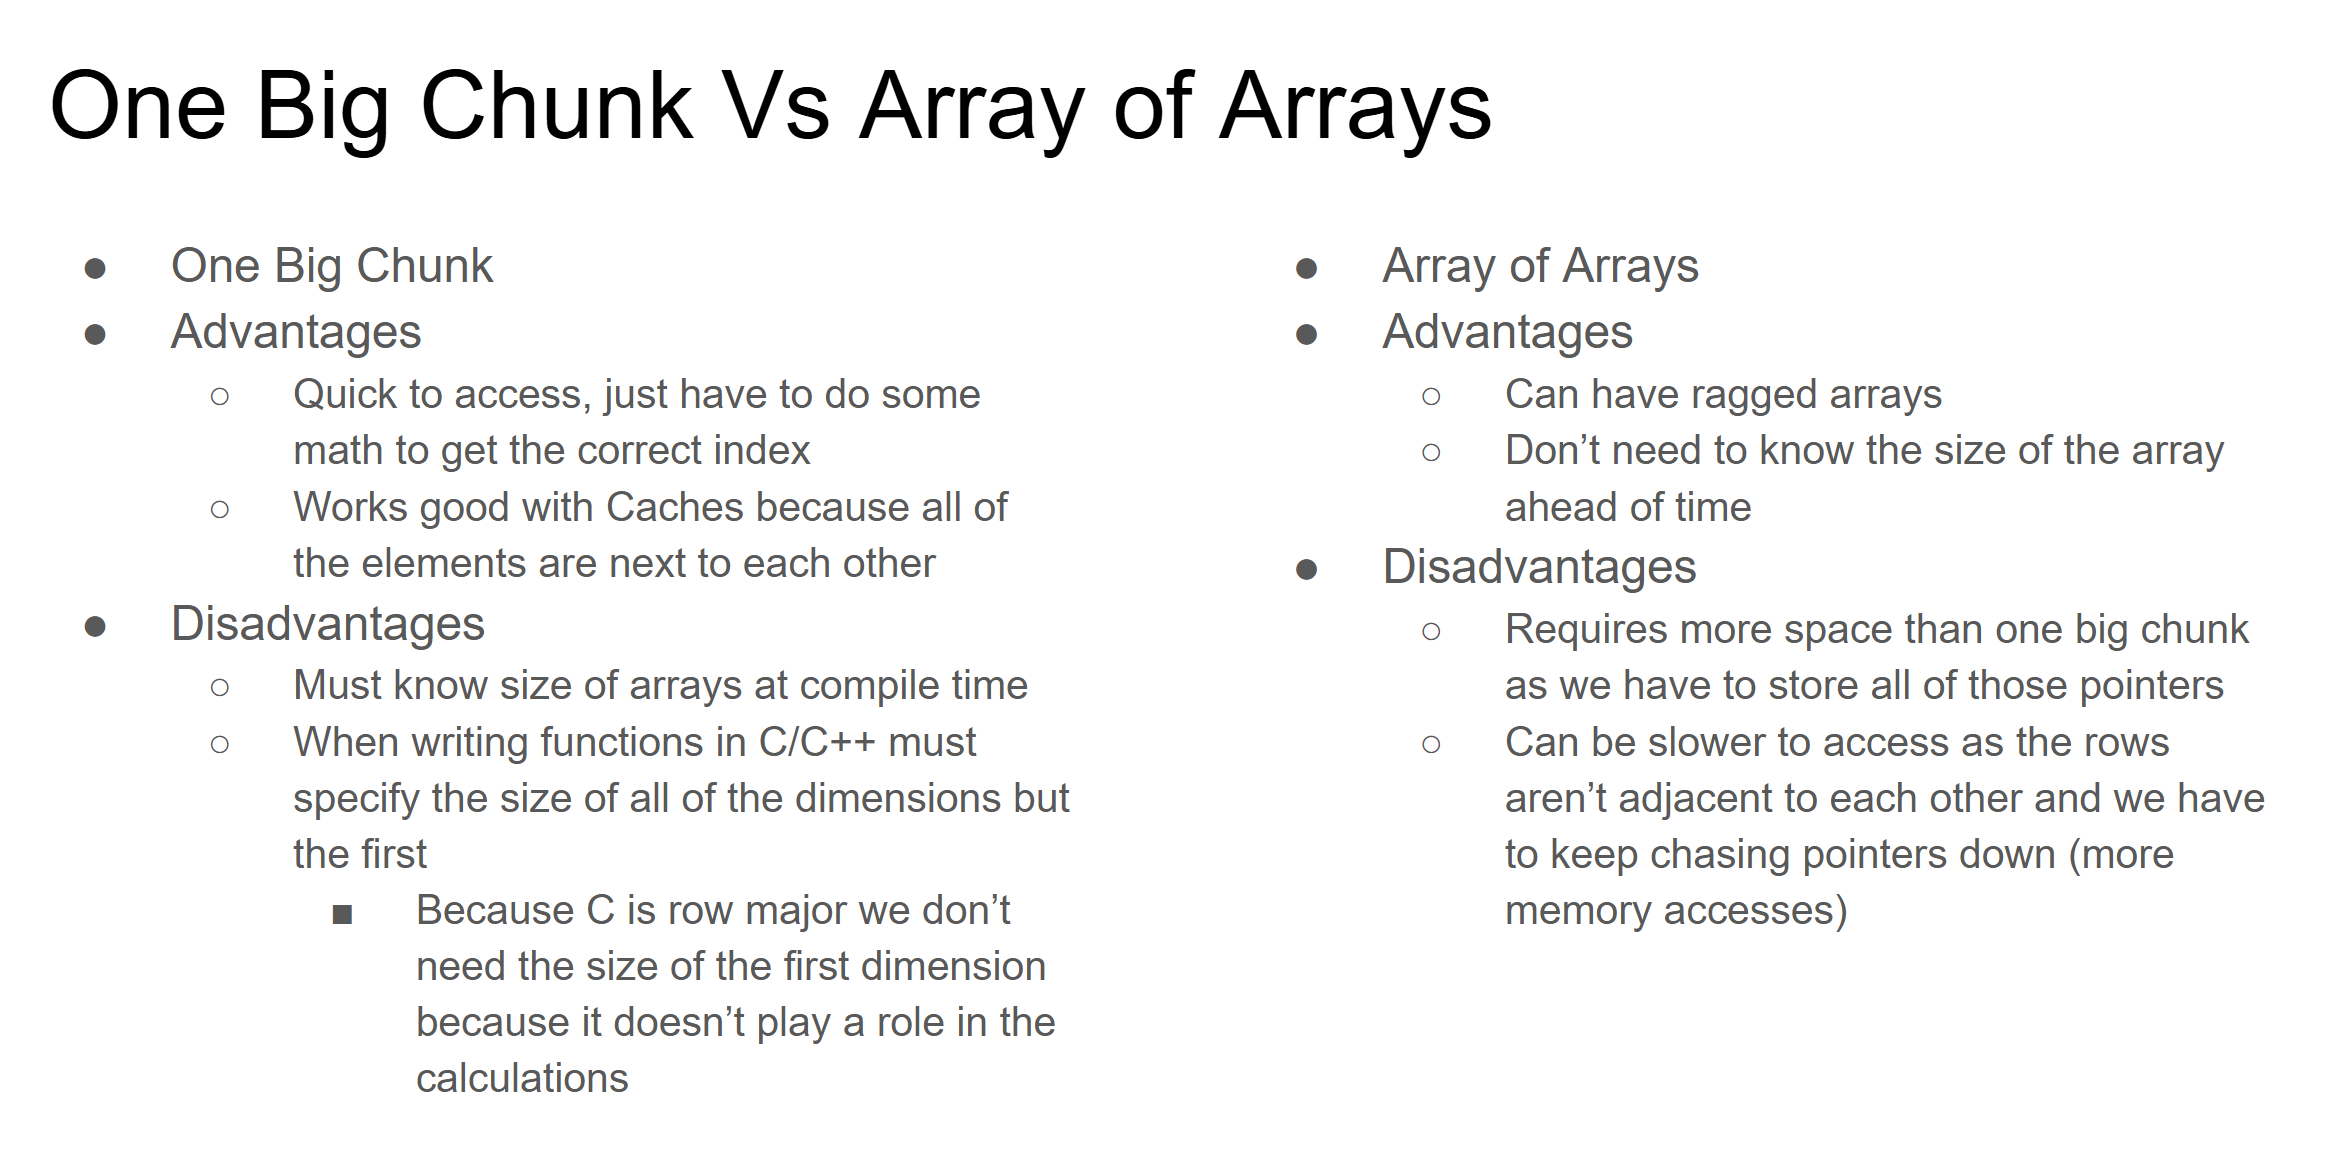 One Big Chunk Vs Array of Arrays
● One Big Chunk
● Advantages
○ Quick to access, just have to do some
math to get the correct index
○ Works good with Caches because all of
the elements are next to each other
● Disadvantages
○ Must know size of arrays at compile time
○ When writing functions in C/C++ must
specify the size of all of the dimensions but
the first
■ Because C is row major we don’t
need the size of the first dimension
because it doesn’t play a role in the
calculations
● Array of Arrays
● Advantages
○ Can have ragged arrays
○ Don’t need to know the size of the array
ahead of time
● Disadvantages
○ Requires more space than one big chunk
as we have to store all of those pointers
○ Can be slower to access as the rows
aren’t adjacent to each other and we have
to keep chasing pointers down (more
memory accesses)